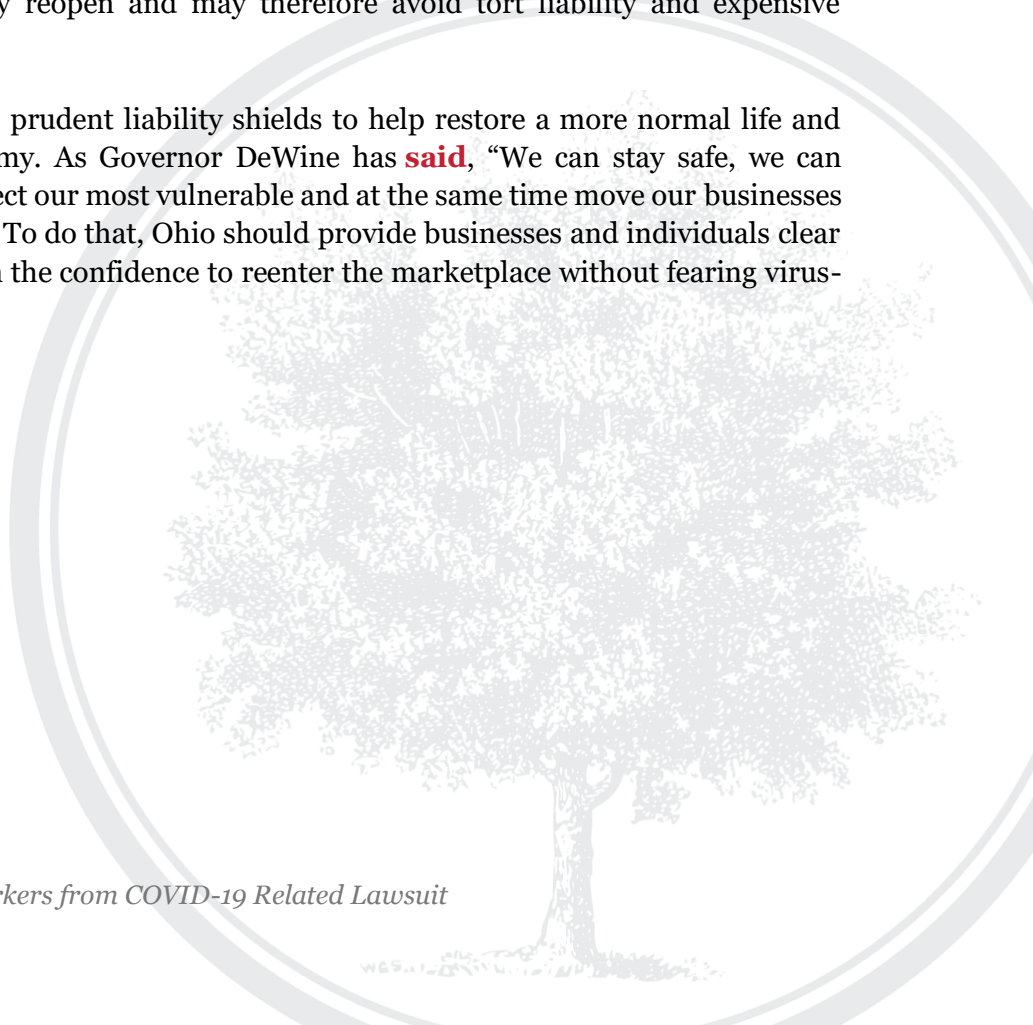 reopen and may therefore avoid tort liability and expensive
prudent liability shields to help restore a more normal life and
my. As Governor DeWine has said, “We can stay safe, we can
ect our most vulnerable and at the same time move our businesses
To do that, Ohio should provide businesses and individuals clear
the confidence to reenter the marketplace without fearing virus-
rkers from COVID-19 Related Lawsuit